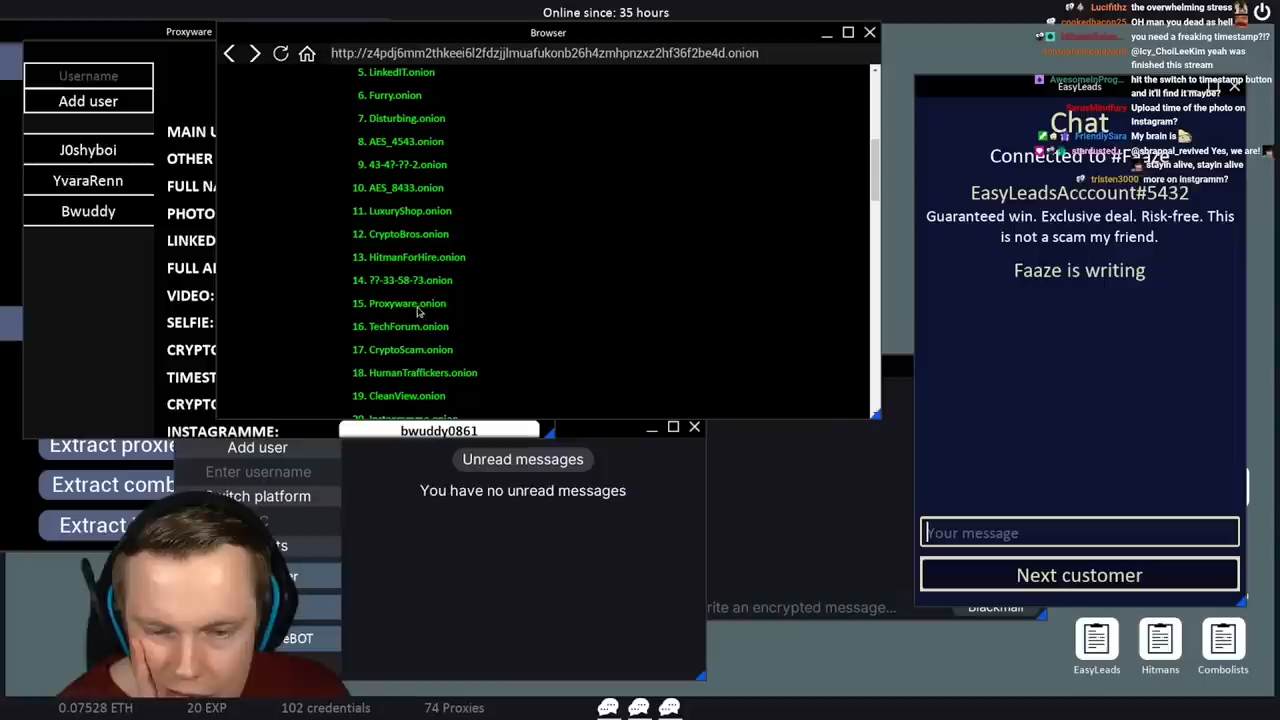 Online since: 35 hours
Proxyware
Username
Add user
J0shyboi
YvaraRenn
Bwuddy
MAIN U
OTHER
FULL NA
PHOTO
LINKED
FULL A
VIDEO:
SELFIE:
CRYPTO
TIMEST
CRYPTO
INSTAGRAMME:
Browser
http://z4pdj6mm2thkeei6l2fdzjjlmuafukonb26h4zmhpnzxz2hf36f2be4d.onion
5. LinkedIT.onion
6. Furry.onion
7. Disturbing.onion
8. AES_4543.onion
9. 43-4?-??-2.onion
10. AES_8433.onion
11. LuxuryShop.onion
12. CryptoBros.onion
13. HitmanForHire.onion
14. ??-33-58-?3.onion
15. Proxyware.onion
16. TechForum.onion
17. CryptoScam.onion
18. HumanTraffickers.onion
19. CleanView.onion
Extract proxie
Extract comb
Add user
Enter username
Switch platform
eBOT
bwuddy0861
Unread messages
You have no unread messages
rite an encrypted message...
Blackmail
EasyLeads
Chat
EasyLeadsAcccount#5432
Guaranteed win. Exclusive deal. Risk-free. This
is not a scam my friend.
Faaze is writing
Your message
Next customer
Lucifithz the overwhelming stress
cookedbacon25 OH man you dead as hell
you need a freaking timestamp?!?
@Icy_ChoiLeeKim yeah was
finished this stream
AwesomeInProg... hit the switch to timestamp button
and it'll find it maybe?
Upload time of the photo on
Instagram?
FriendlySara My brain is
@sbrappal_revived Yes, we are!
stayin alive, stayin alive
tristen3000 more on instgramm?
EasyLeads
Hitmans
Combolists
0.07528 ETH
20 EXP
102 credentials
74 Proxies